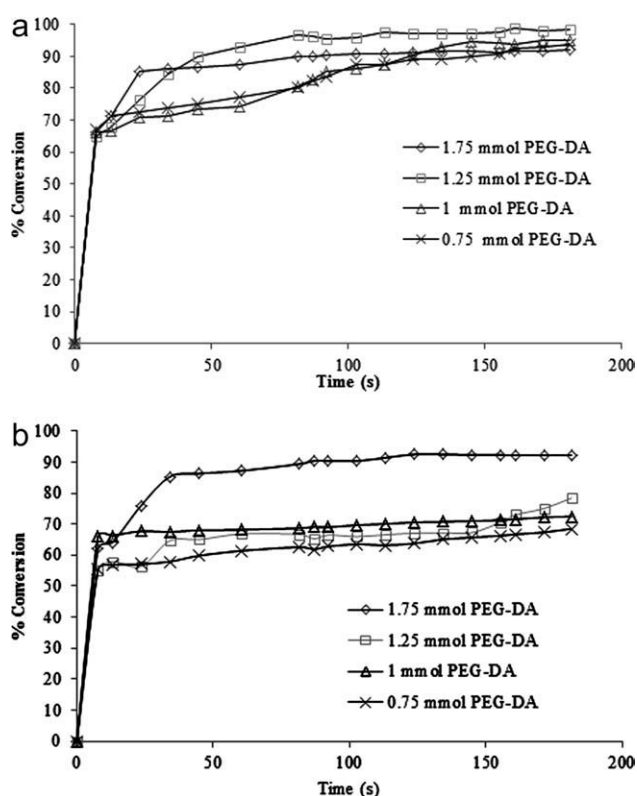 a
100
90
80
70
60
50
40
30
20
10
0
% Conversion
1.75 mmol PEG-DA
1.25 mmol PEG-DA
1 mmol PEG-DA
0.75 mmol PEG-DA
0
50
100
150
200
Time (s)
b
100
90
80
70
60
50
40
30
20
10
0
% Conversion
1.75 mmol PEG-DA
1.25 mmol PEG-DA
1 mmol PEG-DA
0.75 mmol PEG-DA
0
50
100
150
200
Time (s)